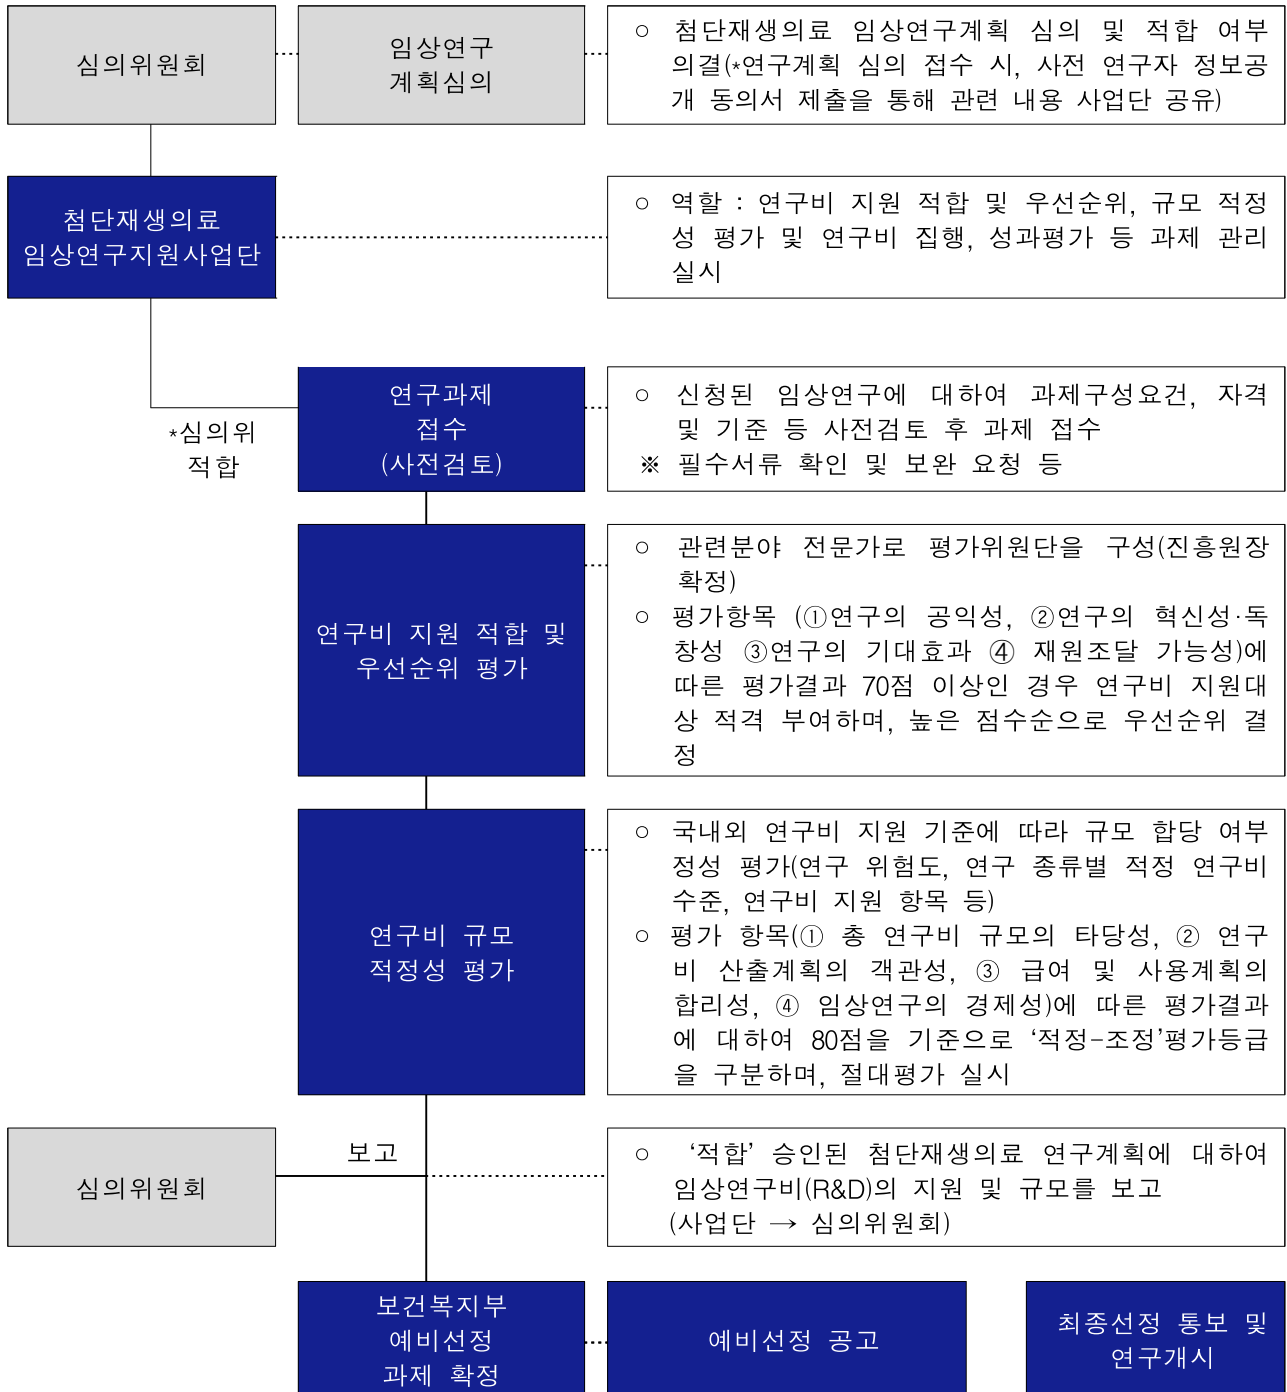 심의위원회
임상연구
계획심의
○ 첨단재생의료 임상연구계획 심의 및 적합 여부
의결(*연구계획 심의 접수 시, 사전 연구자 정보공
개 동의서 제출을 통해 관련 내용 사업단 공유)
첨단재생의료
임상연구지원사업단
○ 역할 : 연구비 지원 적합 및 우선순위, 규모 적정
성 평가 및 연구비 집행, 성과평가 등 과제 관리
실시
*심의위
적합
연구과제
접수
(사전검토)
○ 신청된 임상연구에 대하여 과제구성요건, 자격
및 기준 등 사전검토 후 과제 접수
※ 필수서류 확인 및 보완 요청 등
연구비 지원 적합 및
우선순위 평가
○ 관련분야 전문가로 평가위원단을 구성(진흥원장
확정)
○ 평가항목 (①연구의 공익성, ②연구의 혁신성·독
창성 ③연구의 기대효과 ④ 재원조달 가능성)에
따른 평가결과 70점 이상인 경우 연구비 지원대
상 적격 부여하며, 높은 점수순으로 우선순위 결
정
연구비 규모
적정성 평가
○ 국내외 연구비 지원 기준에 따라 규모 합당 여부
정성 평가(연구 위험도, 연구 종류별 적정 연구비
수준, 연구비 지원 항목 등)
○ 평가 항목(① 총 연구비 규모의 타당성, ② 연구
비 산출계획의 객관성, ③ 급여 및 사용계획의
합리성, ④ 임상연구의 경제성)에 따른 평가결과
에 대하여 80점을 기준으로 ‘적정-조정’평가등급
을 구분하며, 절대평가 실시
심의위원회
보고
○ ‘적합’ 승인된 첨단재생의료 연구계획에 대하여
임상연구비(R&D)의 지원 및 규모를 보고
(사업단 → 심의위원회)
보건복지부
예비선정
과제 확정
예비선정 공고
최종선정 통보 및
연구개시